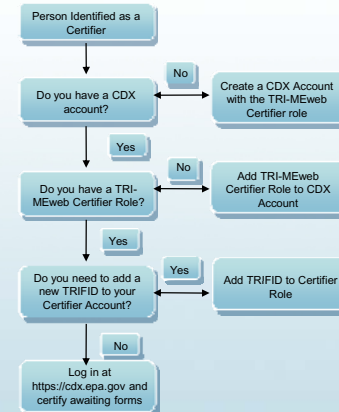 Person Identified as a
Certifier
No
Do you have a CDX
account?
Create a CDX Account
with the TRI-MEweb
Certifier role
Yes
No
Do you have a TRI-
MEweb Certifier Role?
Add TRI-MEweb
Certifier Role to CDX
Account
Yes
Do you need to add a
new TRIFID to your
Certifier Account?
Yes
Add TRIFID to Certifier
Role
No
Log in at
https://cdx.epa.gov and
certify awaiting forms